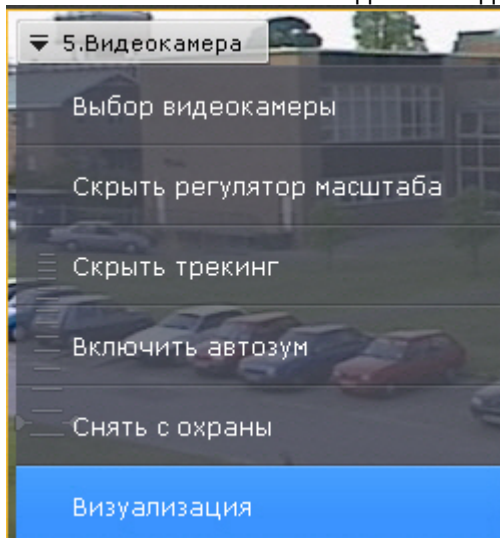 5.Видеокамера
Выбор видеокамеры
Скрыть регулятор масштаба
Скрыть трекинг
Включить автозум
Снять с охраны
Визуализация